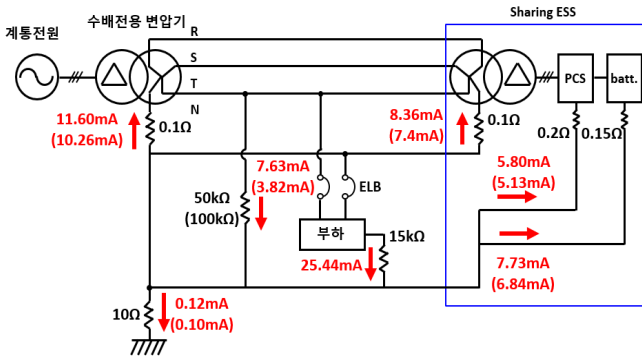 Sharing ESS
계통전원
수배전용 변압기
R
S
T
N
PCS
batt.
11.60mA
(10.26mA)
0.1Ω
8.36mA
(7.4mA)
0.1Ω
0.2Ω
0.15Ω
7.63mA
(3.82mA)
ELB
5.80mA
(5.13mA)
50kΩ
(100kΩ)
부하
15kΩ
25.44mA
7.73mA
(6.84mA)
10Ω
0.12mA
(0.10mA)